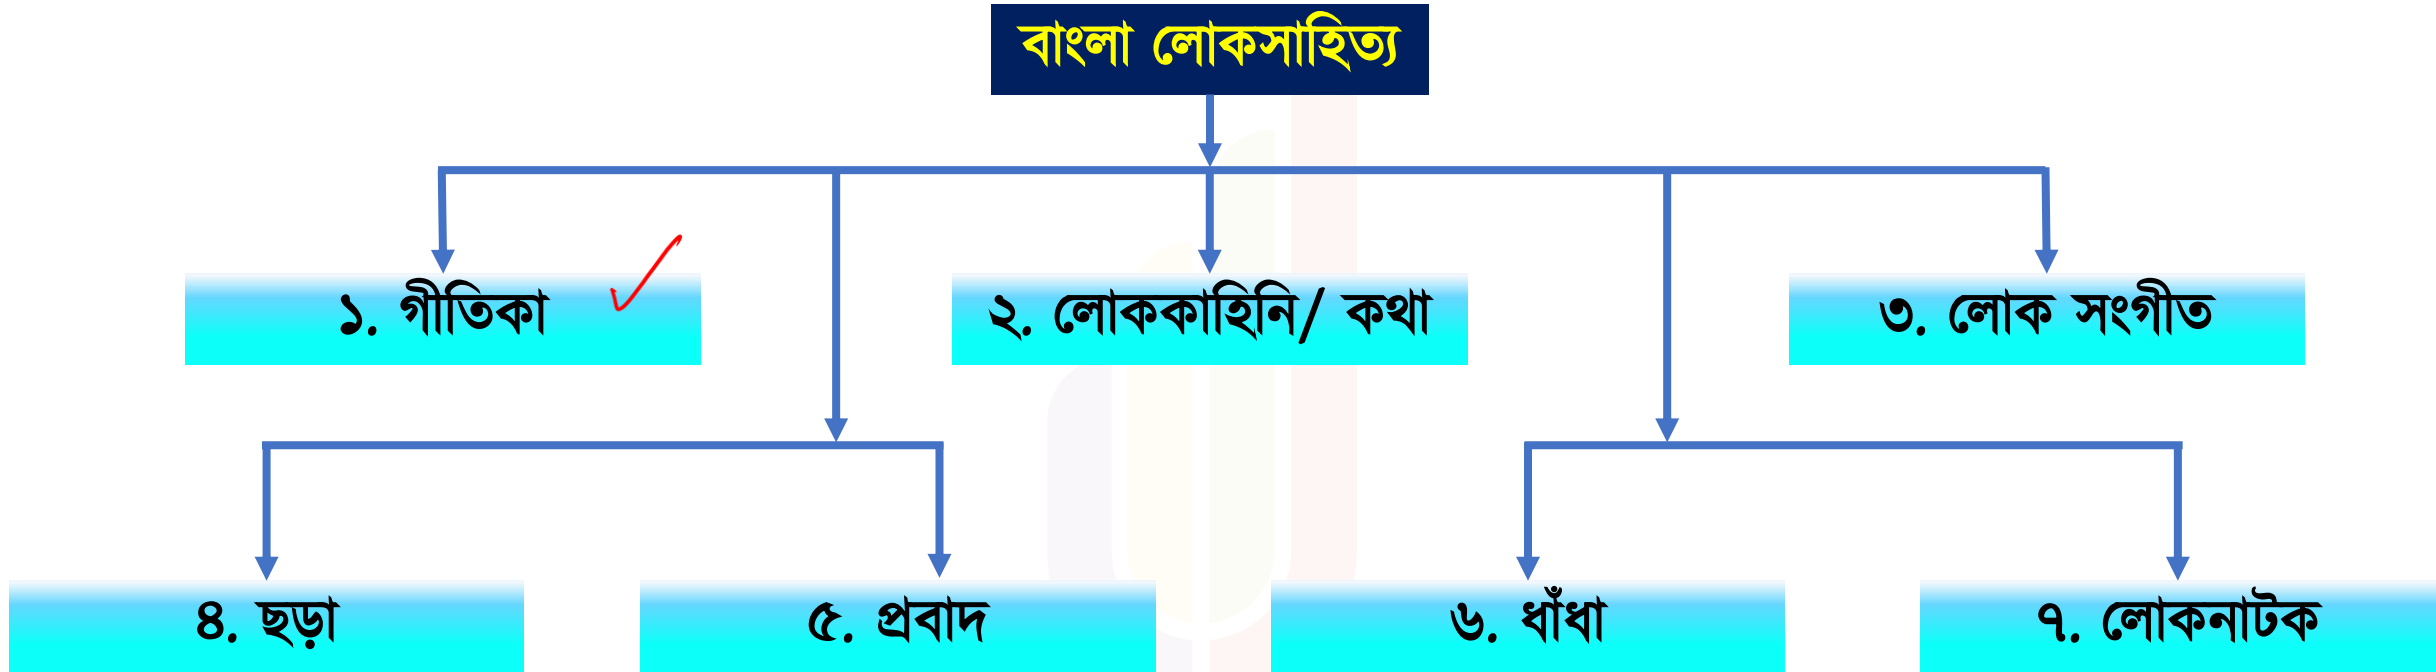 বাংলা লোকসাহিত্য
১. গীতিকা
২. লোককাহিনি/ কথা
৩. লোক সংগীত
৪. ছড়া
৫. প্রবাদ
৬. ধাঁধা
৭. লোকনাটক